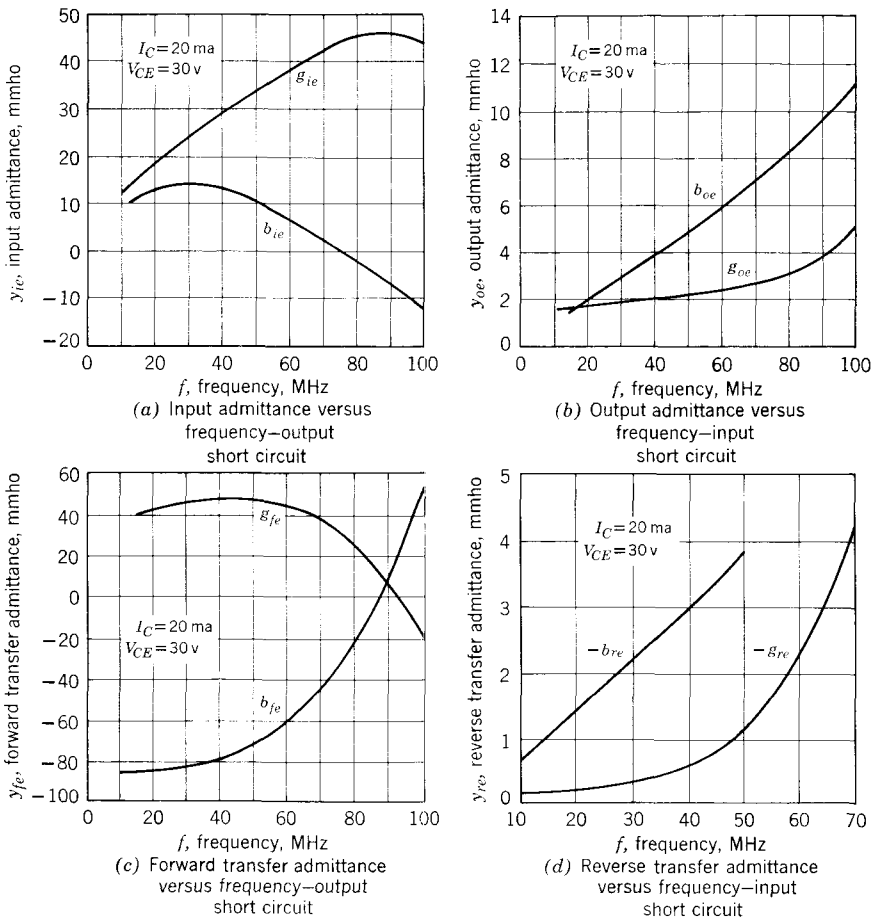 50
40
30
20
10
0
−10
−20
y_ie, input admittance, mmho
I_C=20 ma
V_CE=30 v
g_ie
b_ie
0 20 40 60 80 100
f, frequency, MHz
(a) Input admittance versus
frequency—output
short circuit
14
12
10
8
6
4
2
0
y_oe, output admittance, mmho
I_C=20 ma
V_CE=30 v
b_oe
g_oe
0 20 40 60 80 100
f, frequency, MHz
(b) Output admittance versus
frequency—input
short circuit
60
40
20
0
−20
−40
−60
−80
−100
y_fe, forward transfer admittance, mmho
g_fe
I_C=20 ma
V_CE=30 v
b_fe
0 20 40 60 80 100
f, frequency, MHz
(c) Forward transfer admittance
versus frequency—output
short circuit
5
4
3
2
1
0
y_re, reverse transfer admittance, mmho
I_C=20 ma
V_CE=30 v
−b_re
−g_re
10 20 30 40 50 60 70
f, frequency, MHz
(d) Reverse transfer admittance
versus frequency—input
short circuit